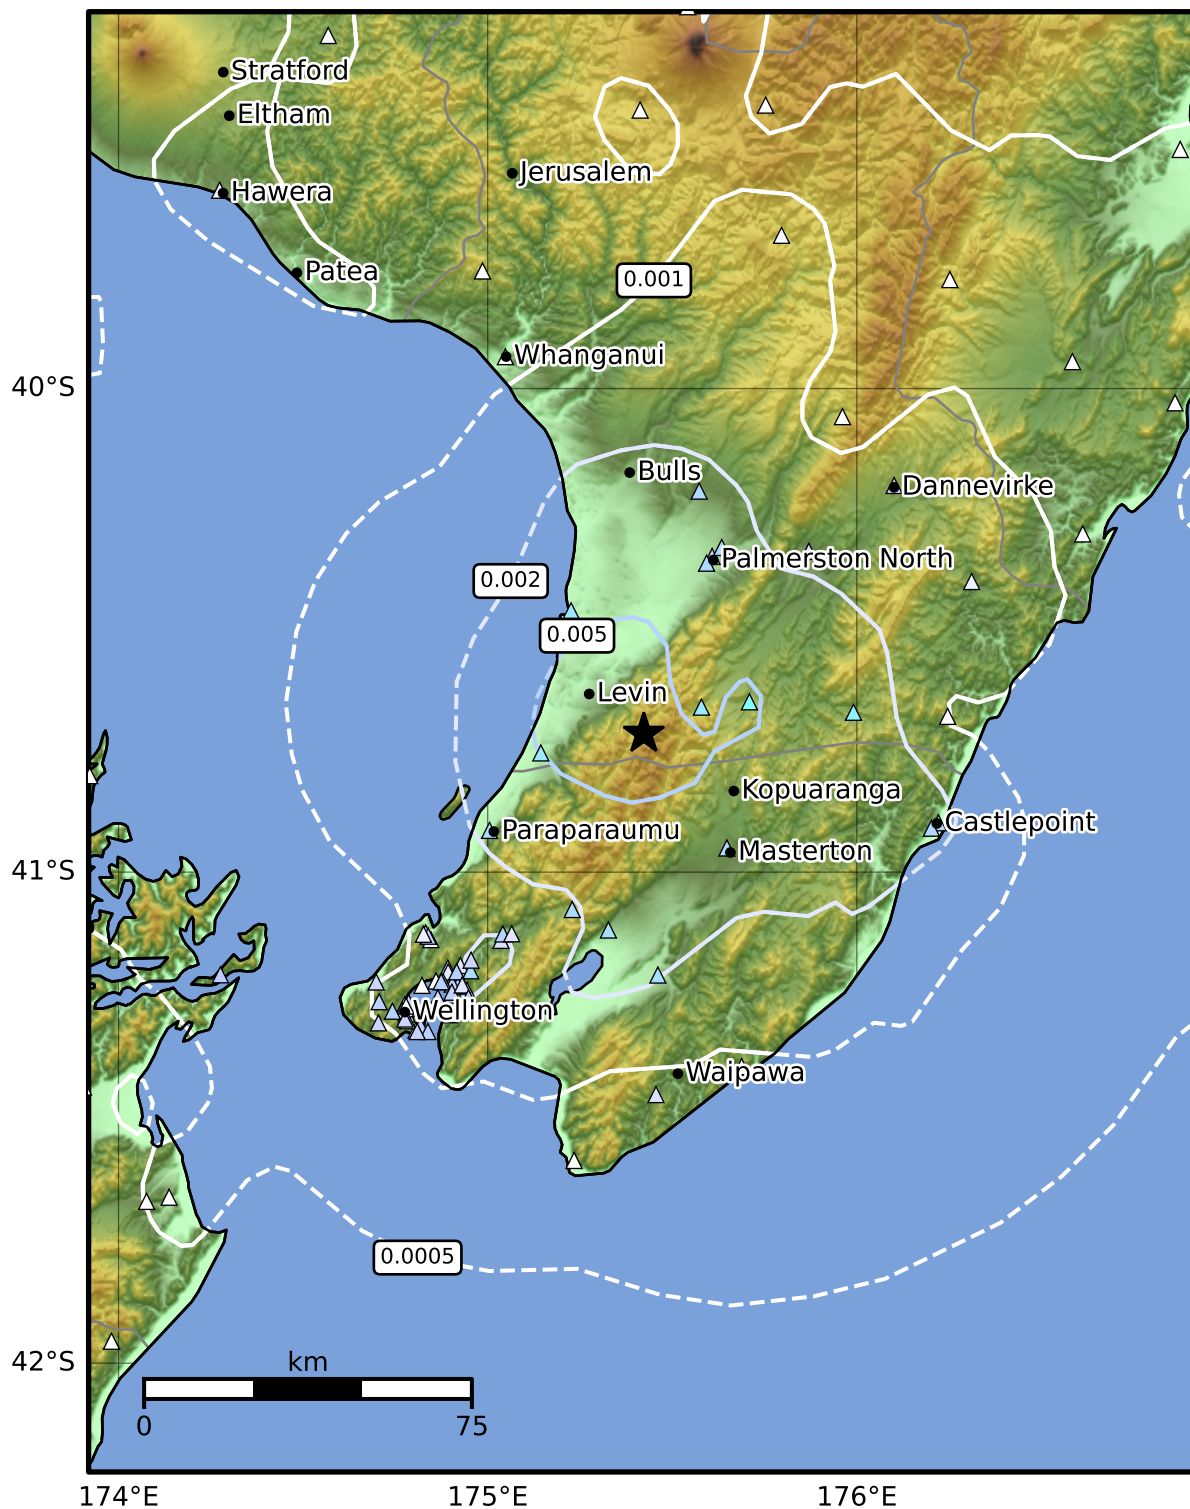 Stratford
Eltham
Jerusalem
Hawera
Patea
0.001
Whanganui
40°S
Bulls
Dannevirke
Palmerston North
0.002
0.005
Levin
Kopuaranga
Castlepoint
Paraparaumu
Masterton
41°S
Wellington
Waipawa
0.0005
42°S
km
0
75
174°E
175°E
176°E